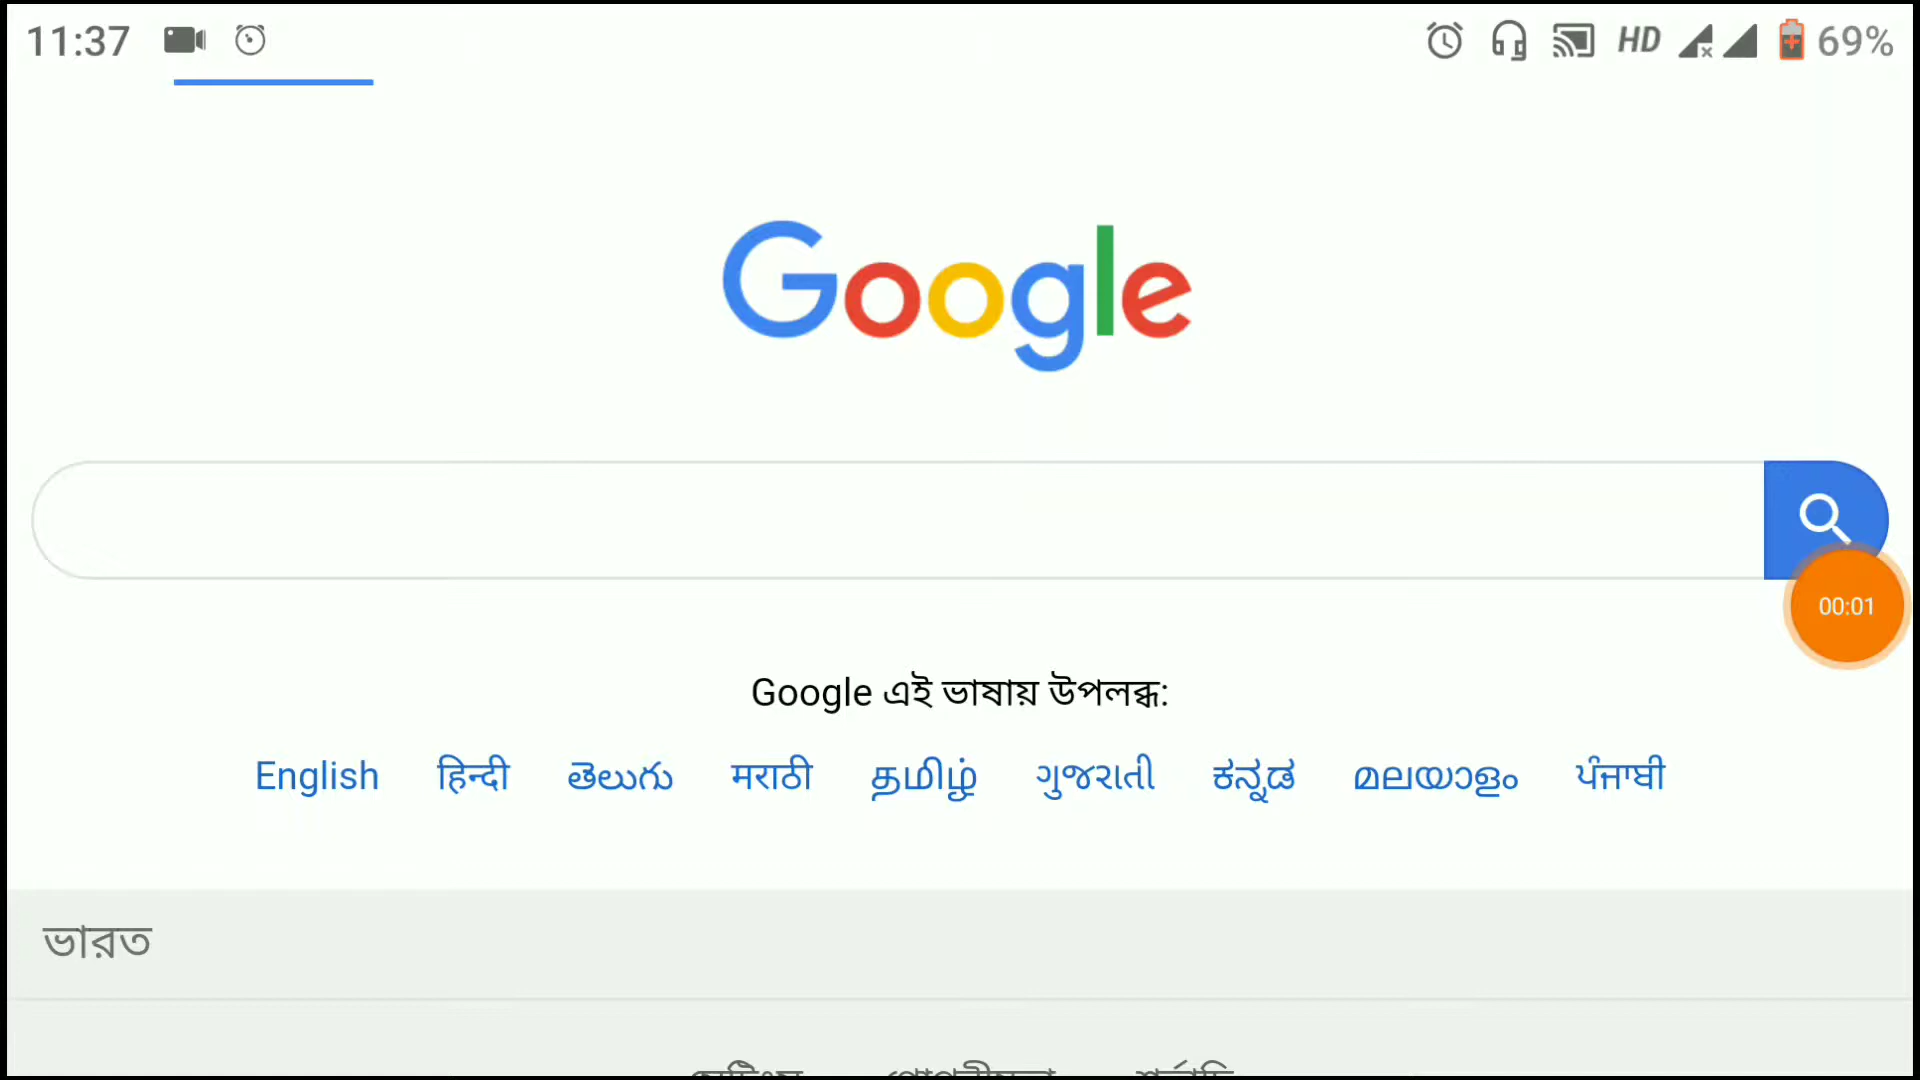 11:37 HD 69%
Google
00:01
Google এই ভাষায় উপলব্ধ:
English हिन्दी తెలుగు मराठी தமிழ் ગુજરાતી ಕನ್ನಡ മലയാളം ਪੰਜਾਬੀ
ভারত